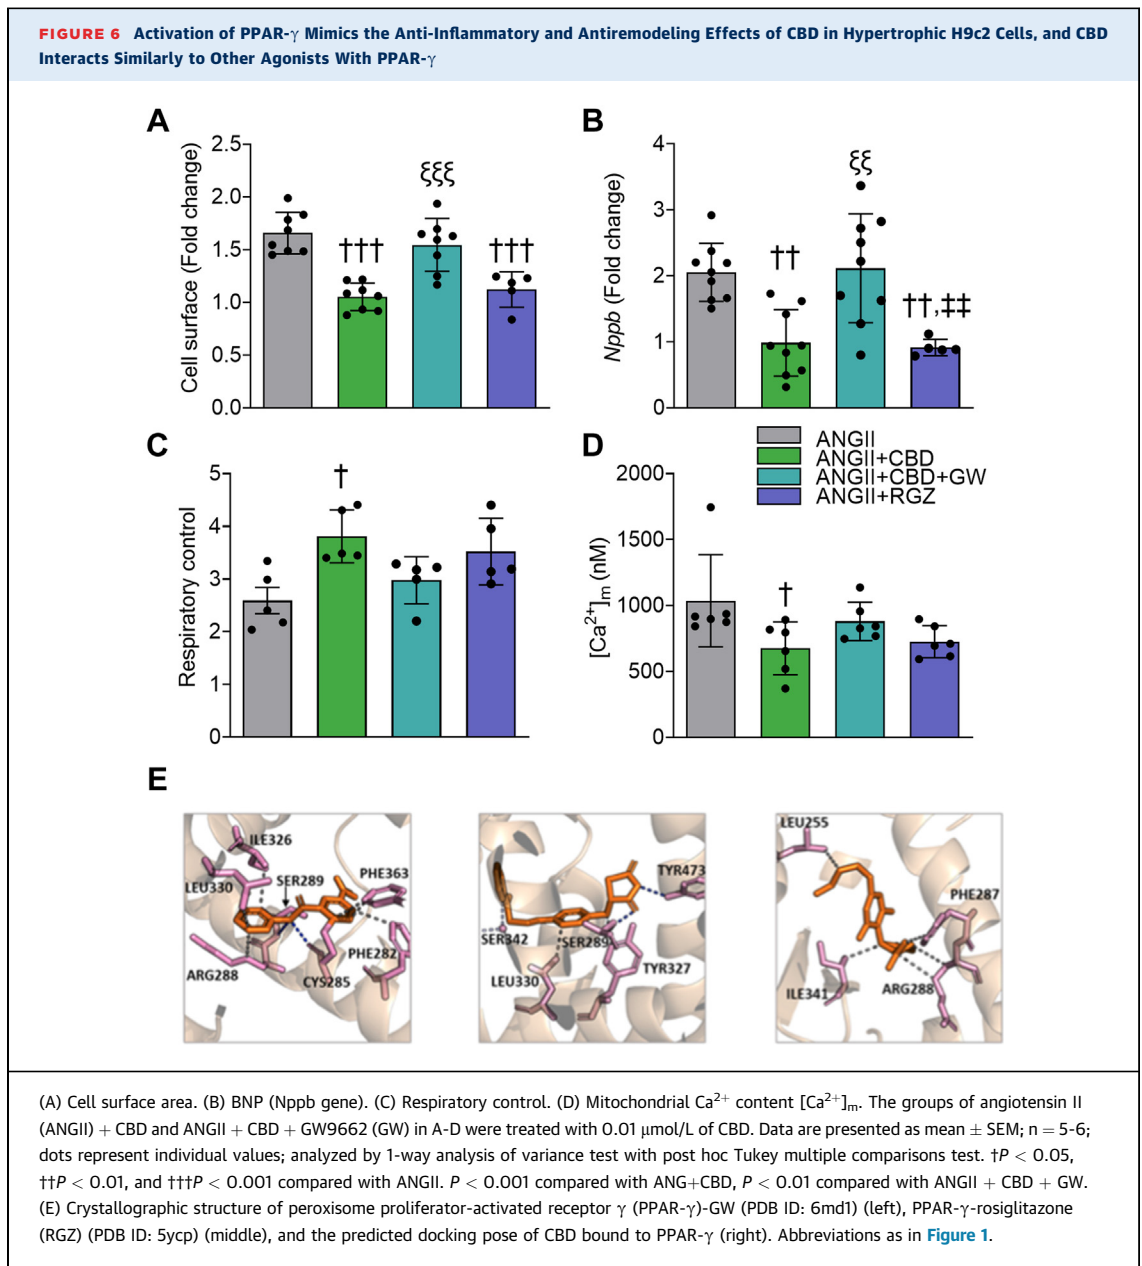 FIGURE 6 Activation of PPAR-γ Mimics the Anti-Inflammatory and Antiremodeling Effects of CBD in Hypertrophic H9c2 Cells, and CBD
Interacts Similarly to Other Agonists With PPAR-γ
A
Cell surface (Fold change)
2.5
2.0
1.5
1.0
0.5
0.0
†††
ξξξ
†††
B
Nppb (Fold change)
4
3
2
1
0
††
ξξ
††,‡‡
C
Respiratory control
5
4
3
2
1
0
†
D
ANGII
ANGII+CBD
ANGII+CBD+GW
ANGII+RGZ
[Ca²⁺]ₘ (nM)
2000
1500
1000
500
0
†
E
ILE326
LEU330
SER289
PHE363
ARG288
CYS285
PHE282
TYR473
SER342
SER289
LEU330
TYR327
LEU255
PHE287
ILE341
ARG288
(A) Cell surface area. (B) BNP (Nppb gene). (C) Respiratory control. (D) Mitochondrial Ca²⁺ content [Ca²⁺]ₘ. The groups of angiotensin II
(ANGII) + CBD and ANGII + CBD + GW9662 (GW) in A-D were treated with 0.01 μmol/L of CBD. Data are presented as mean ± SEM; n = 5-6;
dots represent individual values; analyzed by 1-way analysis of variance test with post hoc Tukey multiple comparisons test. †P < 0.05,
††P < 0.01, and †††P < 0.001 compared with ANGII. P < 0.001 compared with ANG+CBD, P < 0.01 compared with ANGII + CBD + GW.
(E) Crystallographic structure of peroxisome proliferator-activated receptor γ (PPAR-γ)-GW (PDB ID: 6md1) (left), PPAR-γ-rosiglitazone
(RGZ) (PDB ID: 5ycp) (middle), and the predicted docking pose of CBD bound to PPAR-γ (right). Abbreviations as in Figure 1.